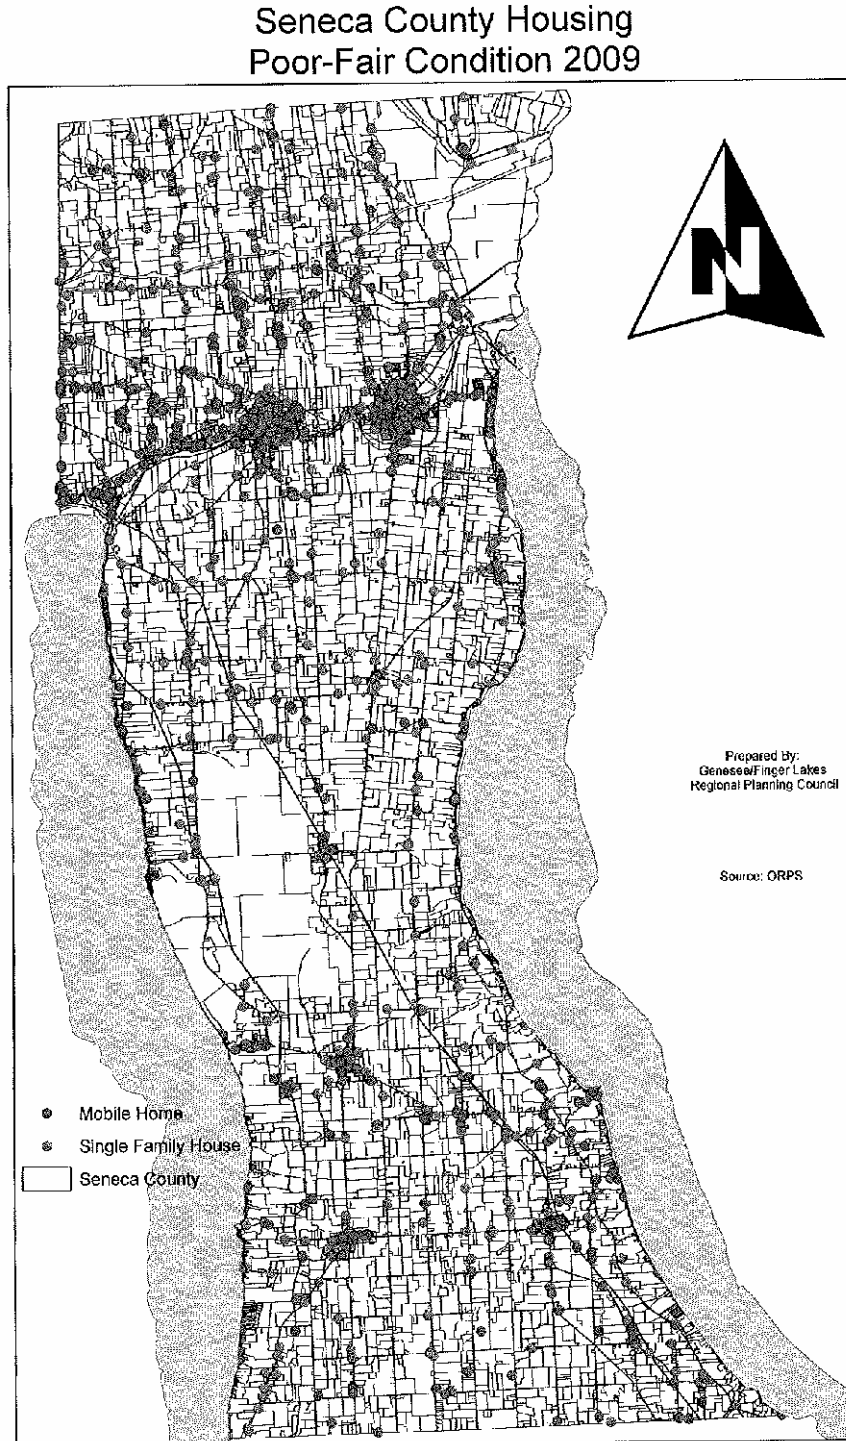 Seneca County Housing
Poor-Fair Condition 2009
N
Prepared By:
Genesee/Finger Lakes
Regional Planning Council
Source: ORPS
Mobile Home
Single Family House
Seneca County